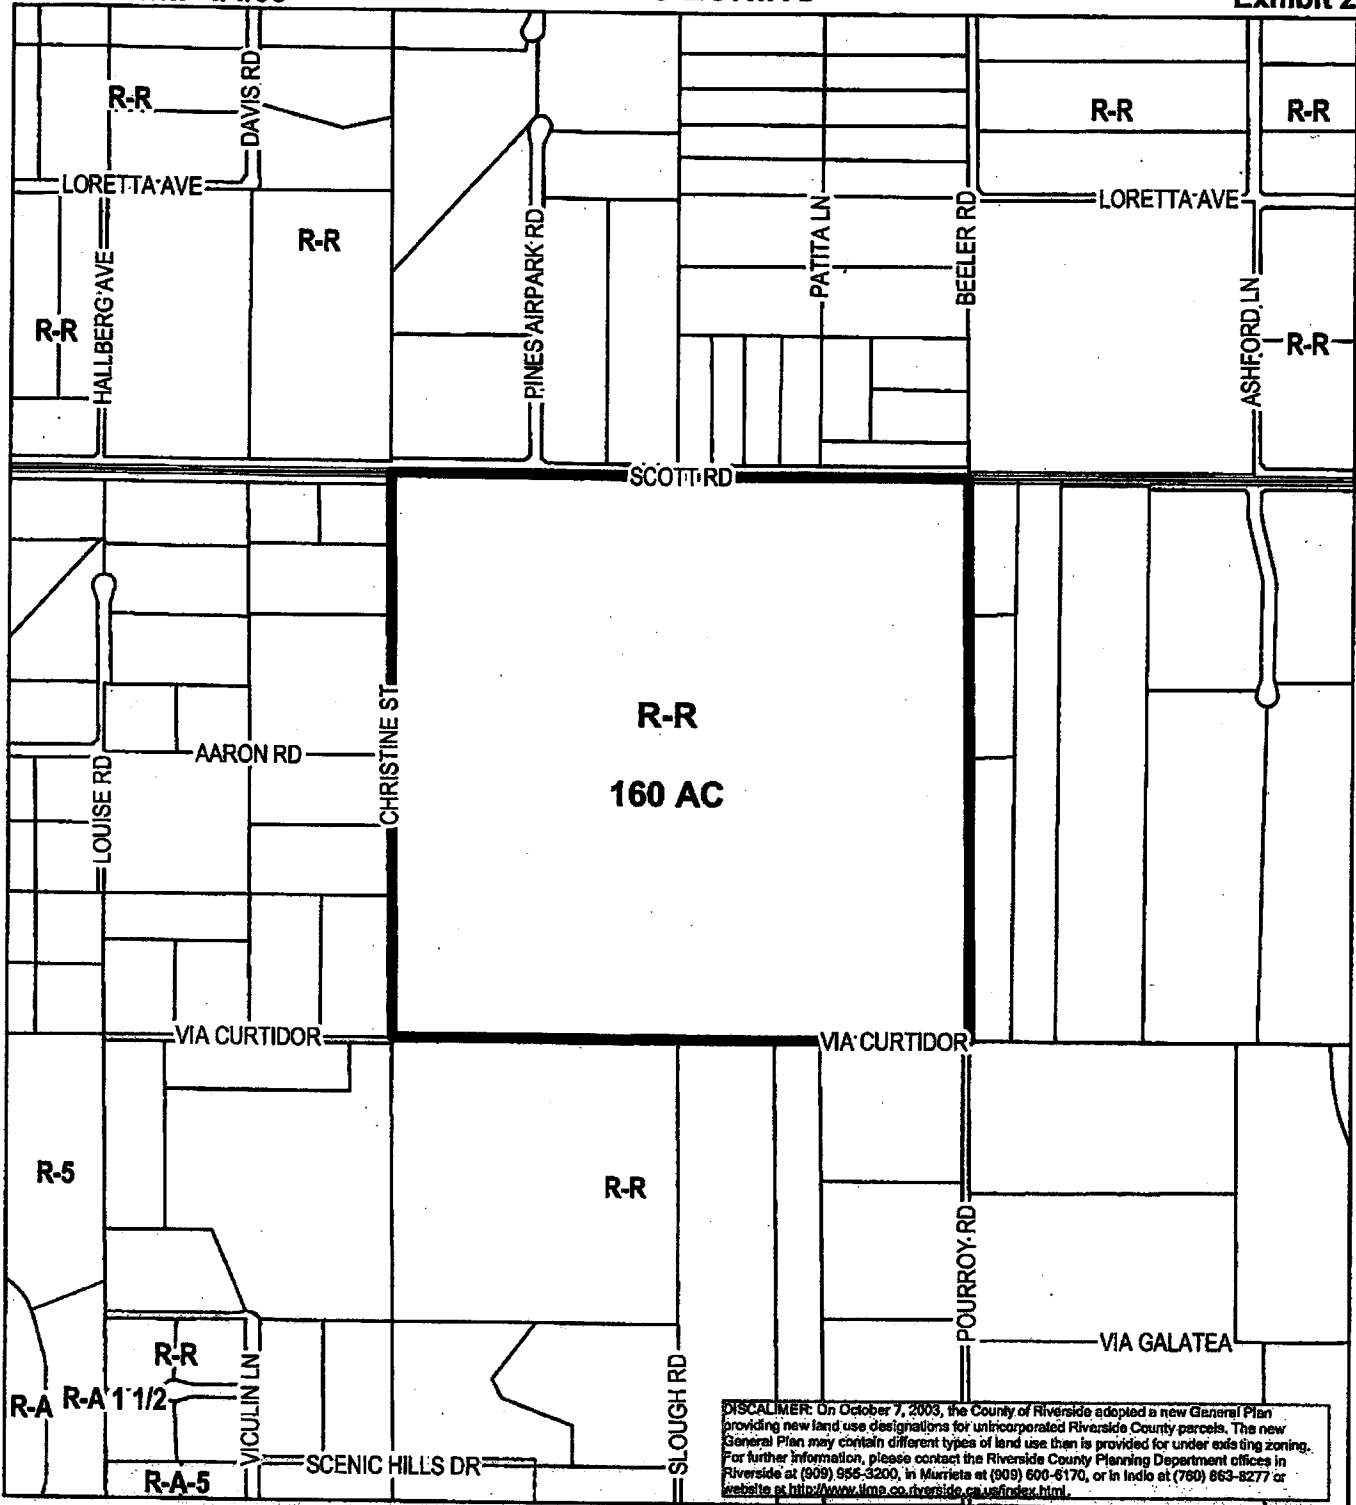 Exhibit 2
R-R
DAVIS RD
R-R
R-R
LORETTA AVE
LORETTA AVE
HALLBERG AVE
R-R
R-R
PINES AIRPARK RD
PATITA LN
BEELER RD
ASHFORD LN
R-R
SCOTT RD
CHRISTINE ST
R-R
160 AC
AARON RD
LOUISE RD
VIA CURTIDOR
VIA CURTIDOR
R-5
R-R
POURROY RD
VIA GALATEA
R-R
R-A
R-A 1 1/2
VICULIN LN
SLOUGH RD
SCENIC HILLS DR
R-A-5
DISCALIMER: On October 7, 2003, the County of Riverside adopted a new General Plan
providing new land use designations for unincorporated Riverside County parcels. The new
General Plan may contain different types of land use than is provided for under existing zoning.
For further information, please contact the Riverside County Planning Department offices in
Riverside at (909) 955-3200, in Murrieta at (909) 600-6170, or in Indio at (760) 863-8277 or
website at http://www.tlma.co.riverside.ca.us/index.html.